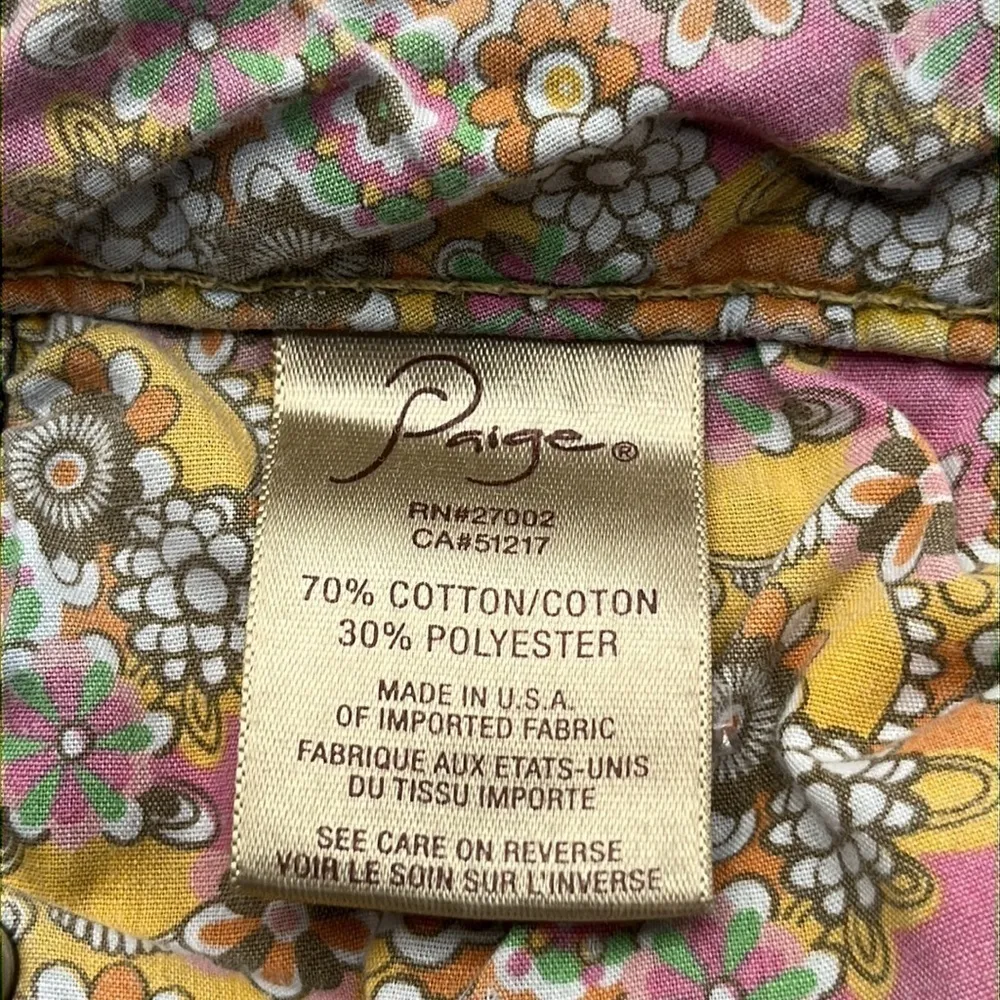 Paige®
RN#27002
CA#51217
70% COTTON/COTON
30% POLYESTER
MADE IN U.S.A.
OF IMPORTED FABRIC
FABRIQUE AUX ETATS-UNIS
DU TISSU IMPORTE
SEE CARE ON REVERSE
VOIR LE SOIN SUR L'INVERSE